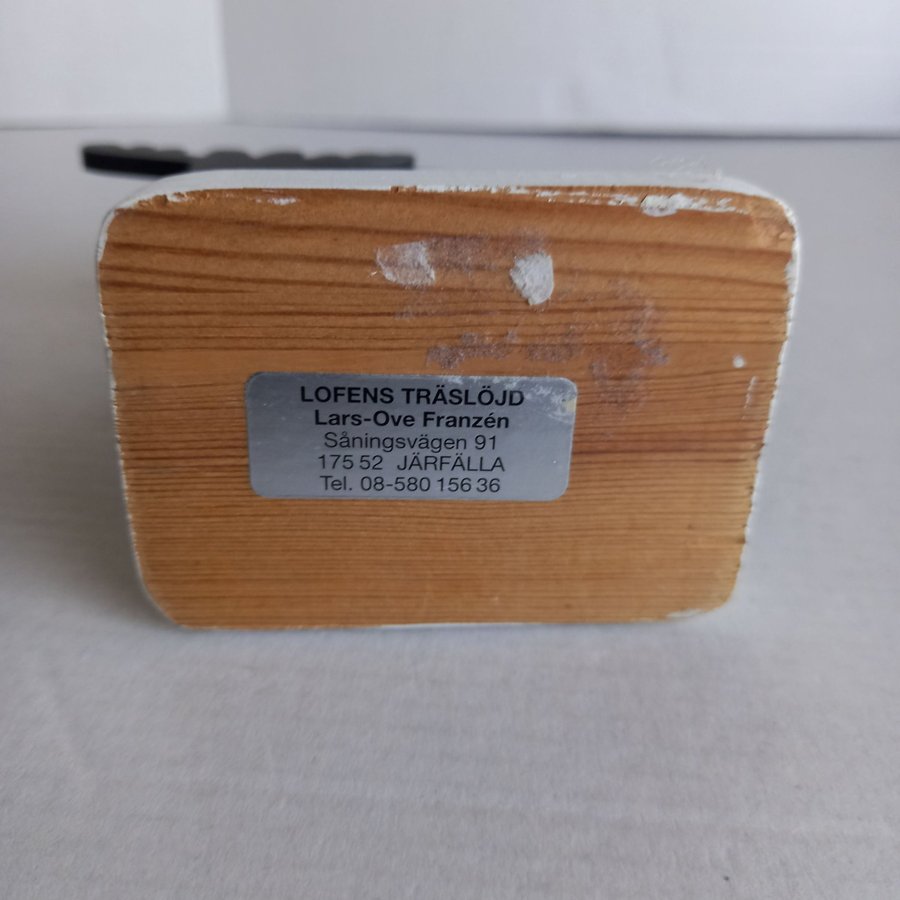 LOFENS TRÄSLÖJD
Lars-Ove Franzén
Såningsvägen 91
175 52 JÄRFÄLLA
Tel. 08-580 156 36